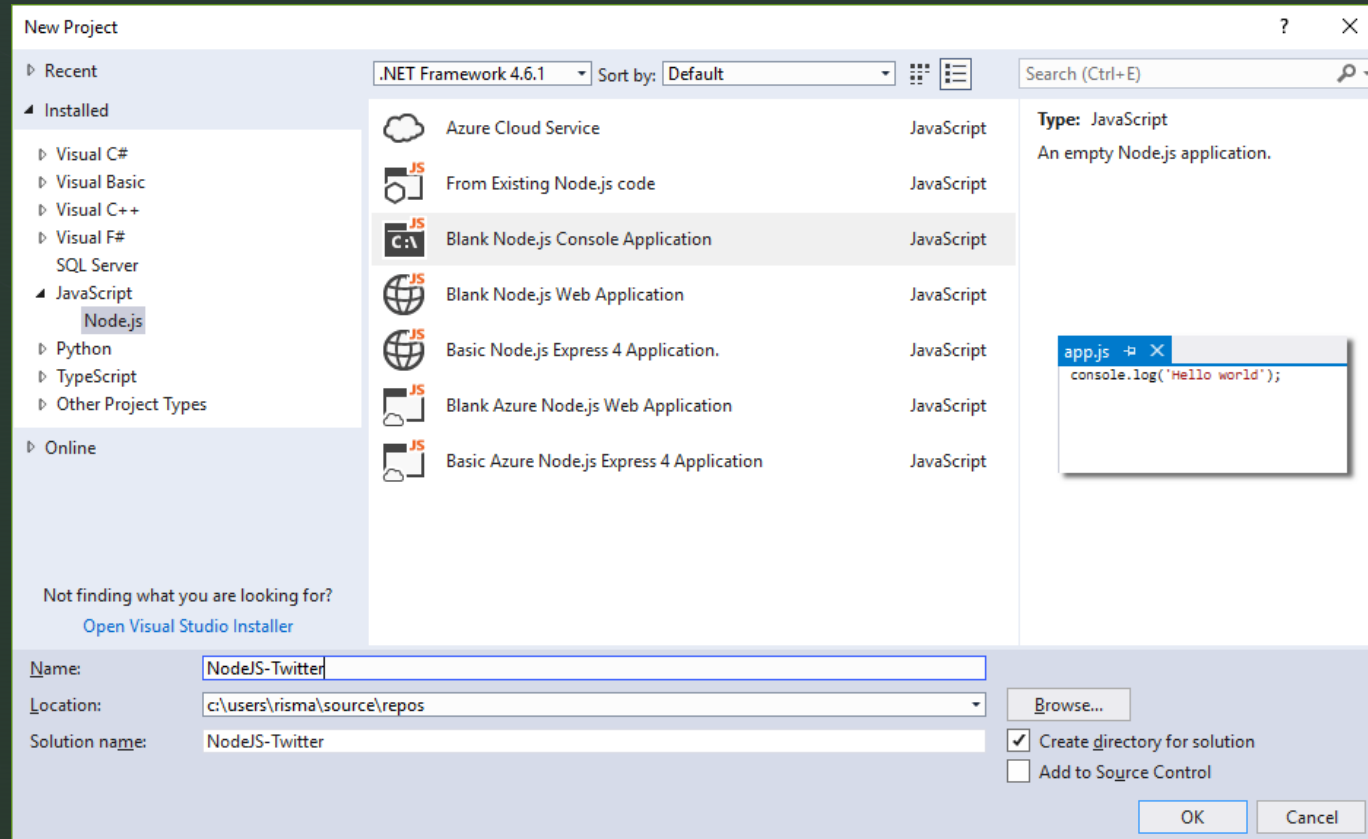 New Project
?
Recent
.NET Framework 4.6.1
Sort by:
Default
Search (Ctrl+E)
Installed
Visual C#
Visual Basic
Visual C++
Visual F#
SQL Server
JavaScript
Node.js
Python
TypeScript
Other Project Types
Online
Not finding what you are looking for?
Open Visual Studio Installer
Azure Cloud Service JavaScript
JS
From Existing Node.js code JavaScript
JS
C:\
Blank Node.js Console Application JavaScript
JS
Blank Node.js Web Application JavaScript
JS
Basic Node.js Express 4 Application. JavaScript
JS
Blank Azure Node.js Web Application JavaScript
JS
Basic Azure Node.js Express 4 Application JavaScript
Type: JavaScript
An empty Node.js application.
app.js
console.log('Hello world');
Name: NodeJS-Twitter
Location: c:\users\risma\source\repos
Browse...
Solution name: NodeJS-Twitter
Create directory for solution
Add to Source Control
OK
Cancel